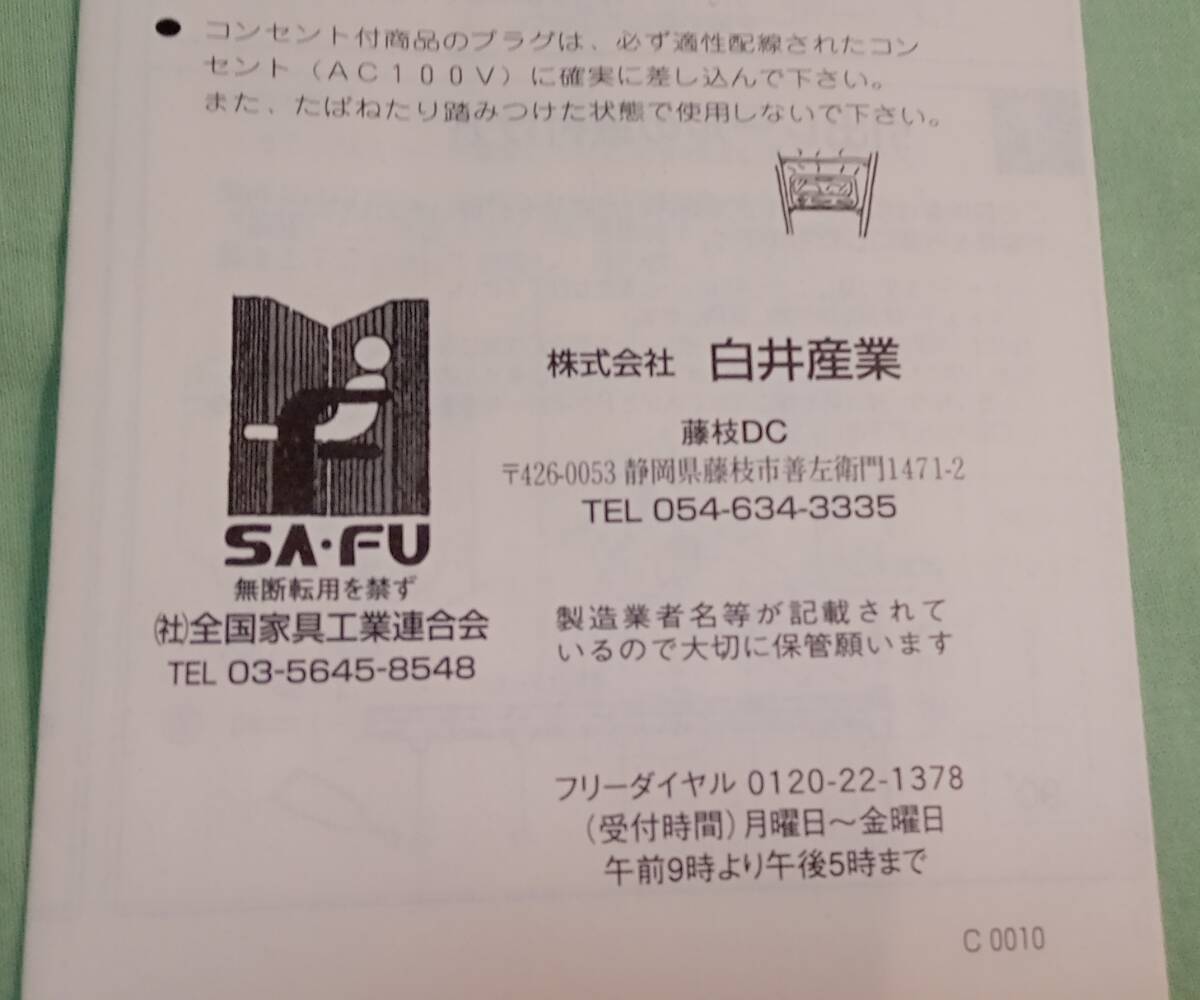 ● コンセント付商品のプラグは、必ず適性配線されたコン
セント（AC100V）に確実に差し込んで下さい。
また、たばねたり踏みつけた状態で使用しないで下さい。
株式会社 白井産業
藤枝DC
〒426-0053 静岡県藤枝市善左衛門1471-2
TEL 054-634-3335
SA・FU
無断転用を禁ず
㈳全国家具工業連合会
TEL 03-5645-8548
製造業者名等が記載されて
いるので大切に保管願います
フリーダイヤル 0120-22-1378
（受付時間）月曜日～金曜日
午前9時より午後5時まで
C 0010